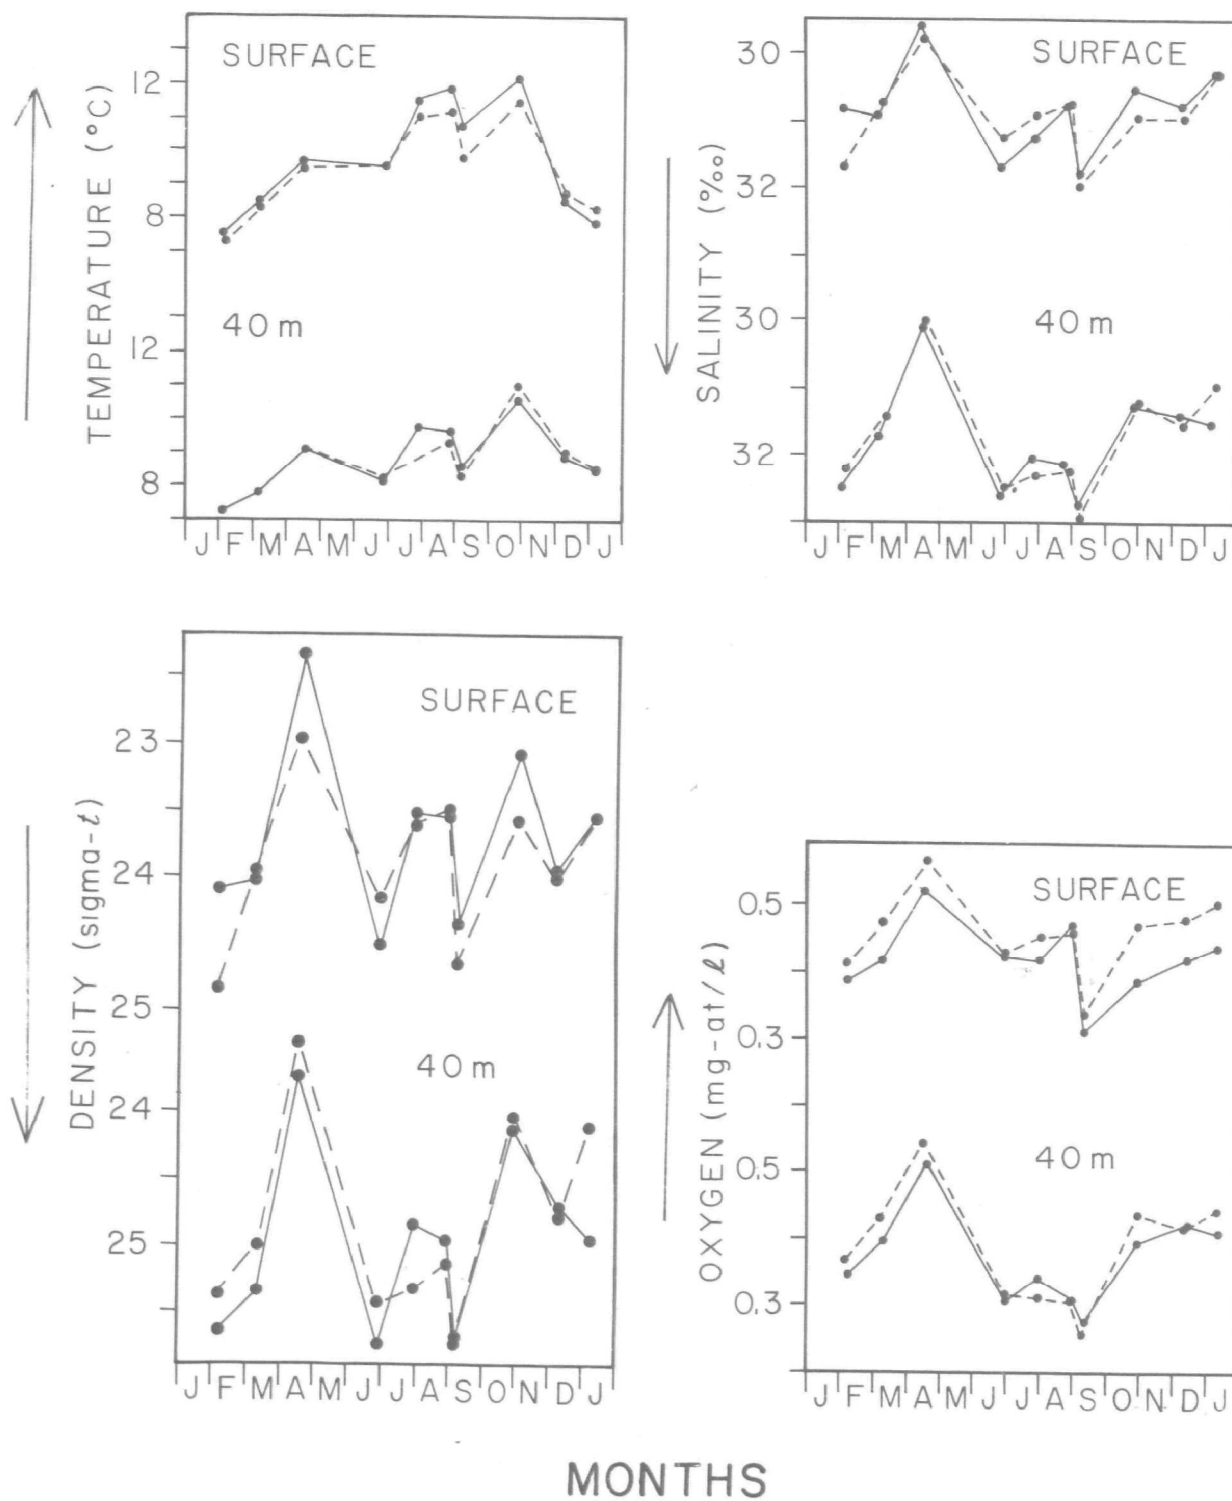 SURFACE
12
8
40 m
12
8
TEMPERATURE (°C)
J F M A M J J A S O N D J
SURFACE
30
32
30
40 m
32
SALINITY (‰)
J F M A M J J A S O N D J
SURFACE
23
24
25
40 m
24
25
DENSITY (sigma-t)
J F M A M J J A S O N D J
SURFACE
0.5
0.3
40 m
0.5
0.3
OXYGEN (mg-at/ℓ)
J F M A M J J A S O N D J
MONTHS